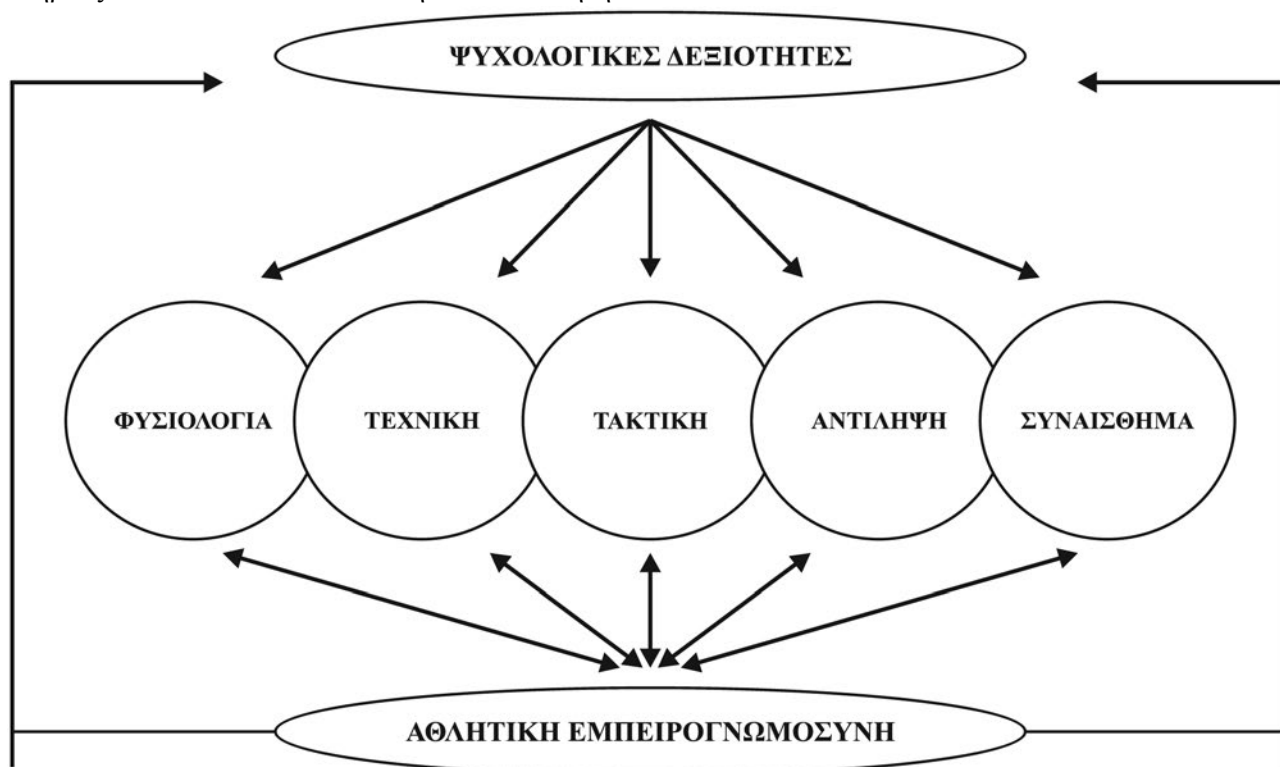 ΨΥΧΟΛΟΓΙΚΕΣ ΔΕΞΙΟΤΗΤΕΣ
ΦΥΣΙΟΛΟΓΙΑ
ΤΕΧΝΙΚΗ
ΤΑΚΤΙΚΗ
ΑΝΤΙΛΗΨΗ
ΣΥΝΑΙΣΘΗΜΑ
ΑΘΛΗΤΙΚΗ ΕΜΠΕΙΡΟΓΝΩΜΟΣΥΝΗ